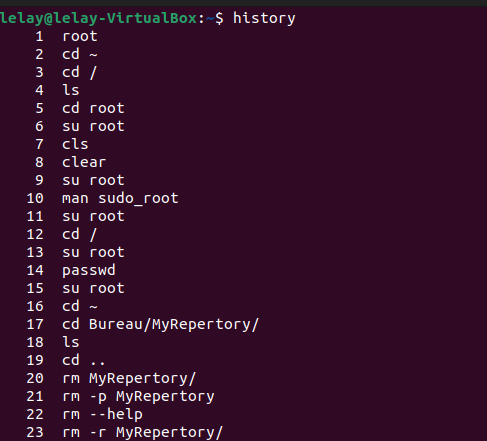 lelay@lelay-VirtualBox:~$ history
1 root
2 cd ~
3 cd /
4 ls
5 cd root
6 su root
7 cls
8 clear
9 su root
10 man sudo_root
11 su root
12 cd /
13 su root
14 passwd
15 su root
16 cd ~
17 cd Bureau/MyRepertory/
18 ls
19 cd ..
20 rm MyRepertory/
21 rm -p MyRepertory
22 rm --help
23 rm -r MyRepertory/